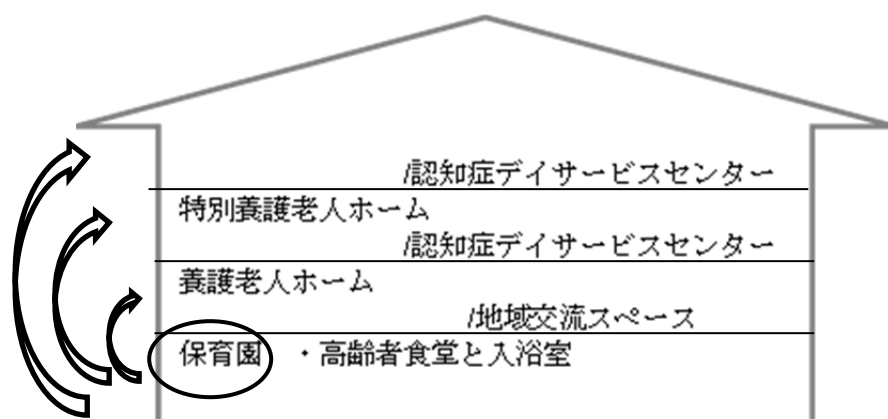 /認知症デイサービスセンター
特別養護老人ホーム
/認知症デイサービスセンター
養護老人ホーム
/地域交流スペース
保育園 ・高齢者食堂と入浴室